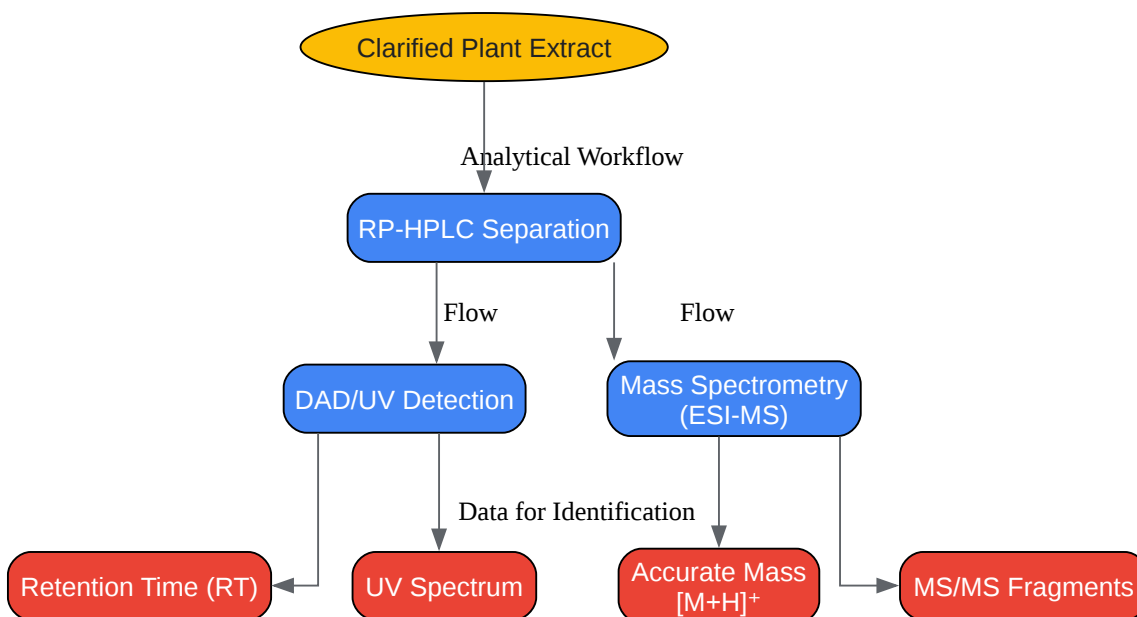 Clarified Plant Extract
Analytical Workflow
RP-HPLC Separation
Flow
Flow
DAD/UV Detection
Mass Spectrometry
(ESI-MS)
Data for Identification
Retention Time (RT)
UV Spectrum
Accurate Mass
[M+H]⁺
MS/MS Fragments